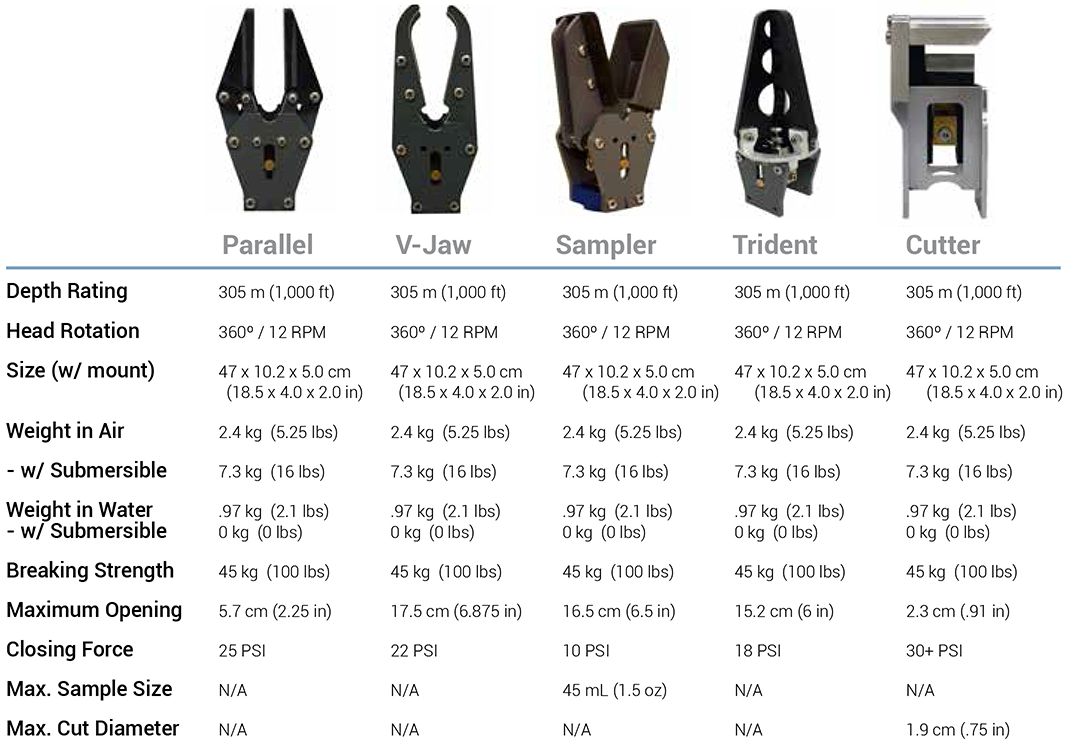 Parallel V-Jaw Sampler Trident Cutter
Depth Rating 305 m (1,000 ft) 305 m (1,000 ft) 305 m (1,000 ft) 305 m (1,000 ft) 305 m (1,000 ft)
Head Rotation 360º / 12 RPM 360º / 12 RPM 360º / 12 RPM 360º / 12 RPM 360º / 12 RPM
Size (w/ mount) 47 x 10.2 x 5.0 cm 47 x 10.2 x 5.0 cm 47 x 10.2 x 5.0 cm 47 x 10.2 x 5.0 cm 47 x 10.2 x 5.0 cm
(18.5 x 4.0 x 2.0 in) (18.5 x 4.0 x 2.0 in) (18.5 x 4.0 x 2.0 in) (18.5 x 4.0 x 2.0 in) (18.5 x 4.0 x 2.0 in)
Weight in Air 2.4 kg (5.25 lbs) 2.4 kg (5.25 lbs) 2.4 kg (5.25 lbs) 2.4 kg (5.25 lbs) 2.4 kg (5.25 lbs)
- w/ Submersible 7.3 kg (16 lbs) 7.3 kg (16 lbs) 7.3 kg (16 lbs) 7.3 kg (16 lbs) 7.3 kg (16 lbs)
Weight in Water .97 kg (2.1 lbs) .97 kg (2.1 lbs) .97 kg (2.1 lbs) .97 kg (2.1 lbs) .97 kg (2.1 lbs)
- w/ Submersible 0 kg (0 lbs) 0 kg (0 lbs) 0 kg (0 lbs) 0 kg (0 lbs) 0 kg (0 lbs)
Breaking Strength 45 kg (100 lbs) 45 kg (100 lbs) 45 kg (100 lbs) 45 kg (100 lbs) 45 kg (100 lbs)
Maximum Opening 5.7 cm (2.25 in) 17.5 cm (6.875 in) 16.5 cm (6.5 in) 15.2 cm (6 in) 2.3 cm (.91 in)
Closing Force 25 PSI 22 PSI 10 PSI 18 PSI 30+ PSI
Max. Sample Size N/A N/A 45 mL (1.5 oz) N/A N/A
Max. Cut Diameter N/A N/A N/A N/A 1.9 cm (.75 in)